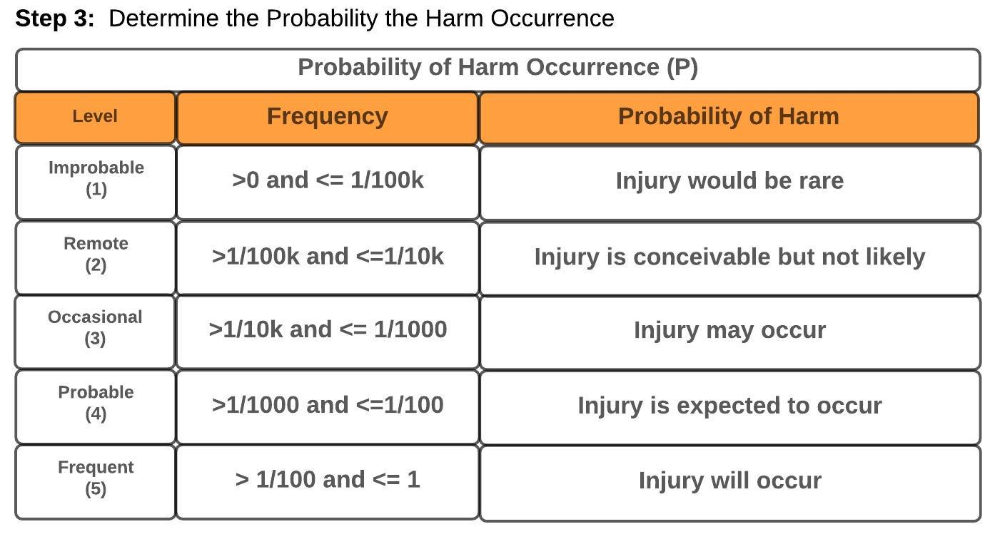 Step 3: Determine the Probability the Harm Occurrence
Probability of Harm Occurrence (P)
Level Frequency Probability of Harm
Improbable
(1)
>0 and <= 1/100k
Injury would be rare
Remote
(2)
>1/100k and <=1/10k
Injury is conceivable but not likely
Occasional
(3)
>1/10k and <= 1/1000
Injury may occur
Probable
(4)
>1/1000 and <=1/100
Injury is expected to occur
Frequent
(5)
> 1/100 and <= 1
Injury will occur